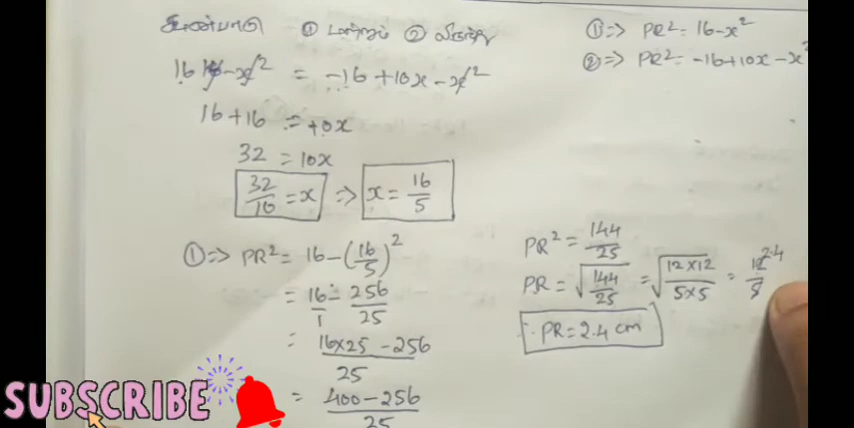 சமன்பாடு ① மற்றும் ② லிருந்து
16 - x² = -16 + 10x - x²
16 + 16 = +10x
32 = 10x
32/10 = x ⇒ x = 16/5
① ⇒ PR² = 16 - (16/5)²
= 16/1 - 256/25
= 16×25 - 256/25
= 400 - 256/25
① ⇒ PR² = 16 - x²
② ⇒ PR² = -16 + 10x - x²
PR² = 144/25
PR = √144/25 = √12×12/5×5 = 12/5 2.4
∴ PR = 2.4 cm
SUBSCRIBE